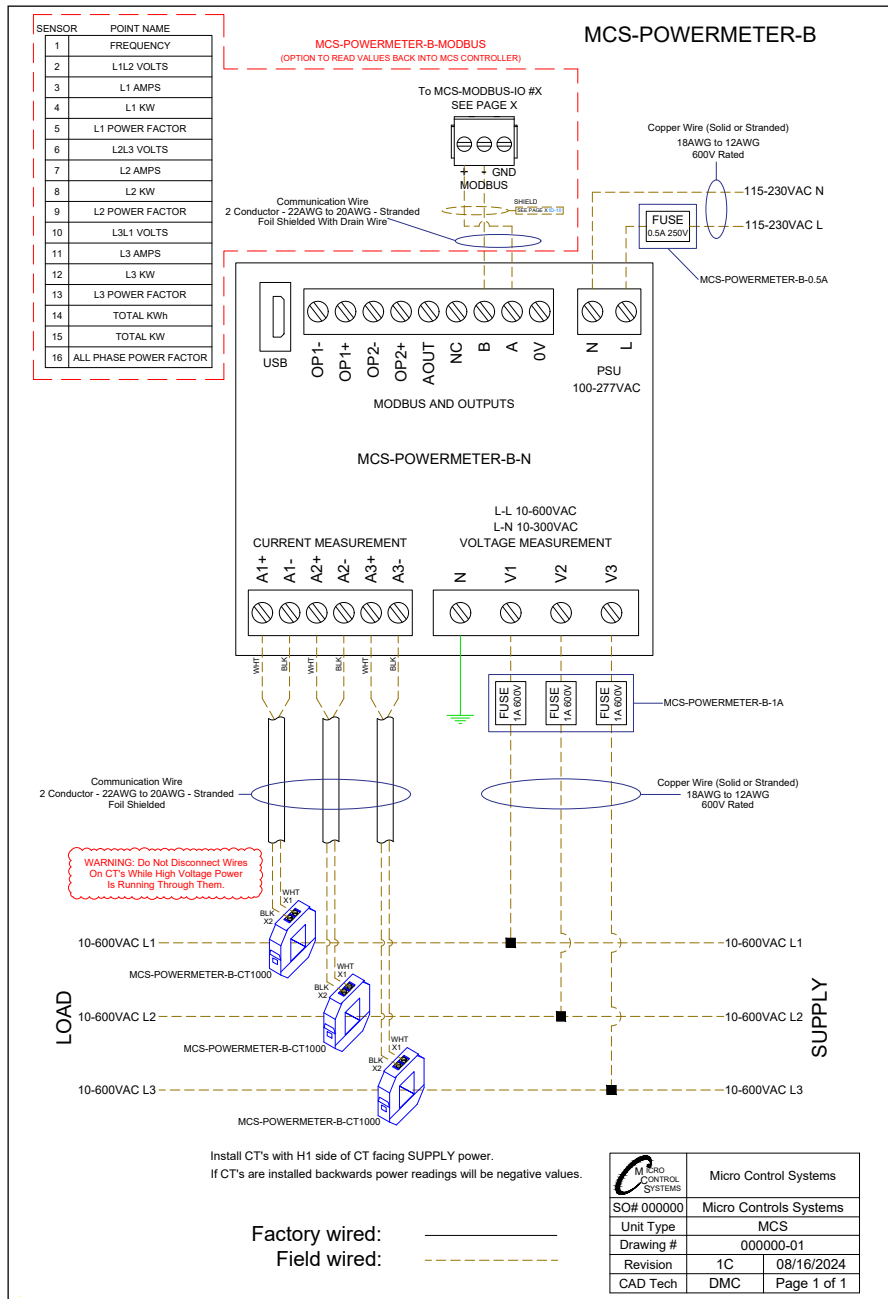 MCS-POWERMETER-B
SENSOR POINT NAME
1 FREQUENCY
2 L1L2 VOLTS
3 L1 AMPS
4 L1 KW
5 L1 POWER FACTOR
6 L2L3 VOLTS
7 L2 AMPS
8 L2 KW
9 L2 POWER FACTOR
10 L3L1 VOLTS
11 L3 AMPS
12 L3 KW
13 L3 POWER FACTOR
14 TOTAL KWh
15 TOTAL KW
16 ALL PHASE POWER FACTOR
MCS-POWERMETER-B-MODBUS
(OPTION TO READ VALUES BACK INTO MCS CONTROLLER)
To MCS-MODBUS-IO #X
SEE PAGE X
+ - GND
MODBUS
SHIELD
Communication Wire
2 Conductor - 22AWG to 20AWG - Stranded
Foil Shielded With Drain Wire
Copper Wire (Solid or Stranded)
18AWG to 12AWG
600V Rated
115-230VAC N
115-230VAC L
FUSE
0.5A 250V
MCS-POWERMETER-B-0.5A
USB
OP1-
OP1+
OP2-
OP2+
AOUT
NC
B
A
0V
MODBUS AND OUTPUTS
N
L
PSU
100-277VAC
MCS-POWERMETER-B-N
L-L 10-600VAC
L-N 10-300VAC
CURRENT MEASUREMENT
VOLTAGE MEASUREMENT
A1+
A1-
A2+
A2-
A3+
A3-
N
V1
V2
V3
WHT
BLK
WHT
BLK
WHT
BLK
FUSE
1A 600V
FUSE
1A 600V
FUSE
1A 600V
MCS-POWERMETER-B-1A
Communication Wire
2 Conductor - 22AWG to 20AWG - Stranded
Foil Shielded
Copper Wire (Solid or Stranded)
18AWG to 12AWG
600V Rated
WARNING: Do Not Disconnect Wires
On CT's While High Voltage Power
Is Running Through Them.
WHT
X1
BLK
X2
10-600VAC L1
10-600VAC L1
MCS-POWERMETER-B-CT1000
WHT
X1
BLK
X2
10-600VAC L2
10-600VAC L2
MCS-POWERMETER-B-CT1000
WHT
X1
BLK
X2
10-600VAC L3
10-600VAC L3
MCS-POWERMETER-B-CT1000
LOAD
SUPPLY
Install CT's with H1 side of CT facing SUPPLY power.
If CT's are installed backwards power readings will be negative values.
Factory wired:
Field wired:
MICRO
CONTROL
SYSTEMS
Micro Control Systems
SO# 000000 Micro Controls Systems
Unit Type MCS
Drawing # 000000-01
Revision 1C 08/16/2024
CAD Tech DMC Page 1 of 1